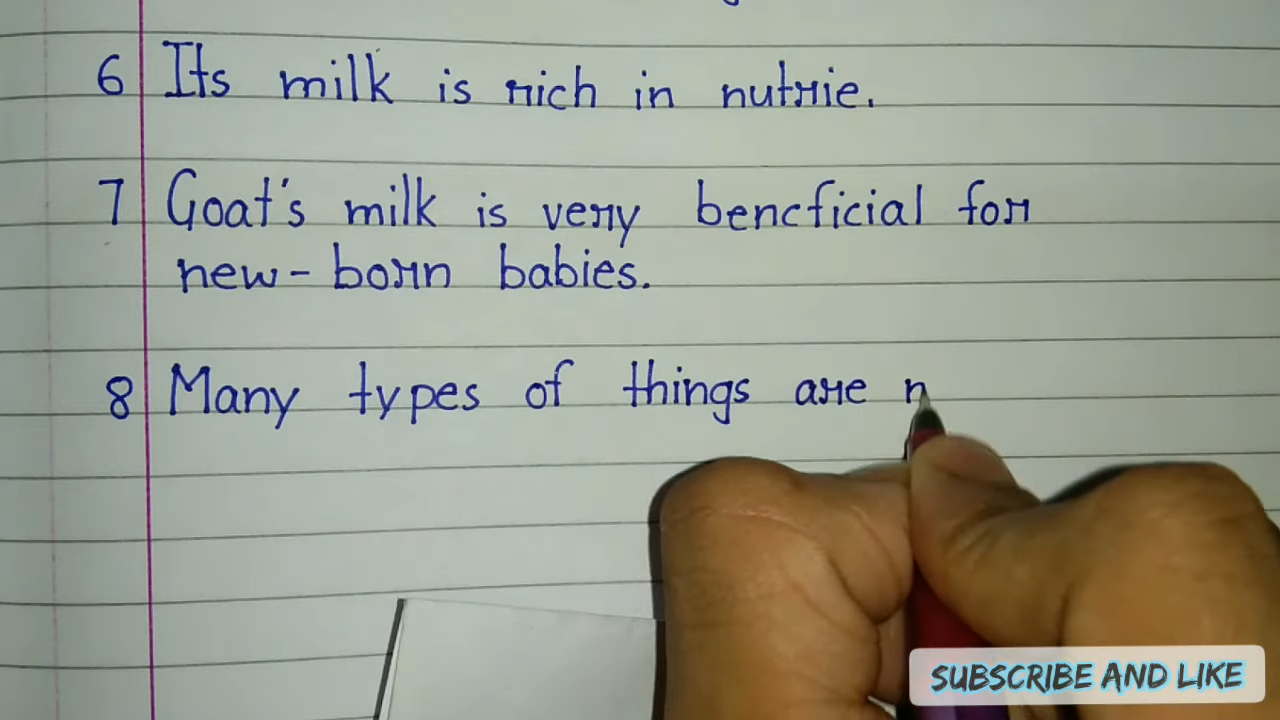 6 Its milk is rich in nutrie.
7 Goat's milk is very beneficial for
new-born babies.
8 Many types of things are
SUBSCRIBE AND LIKE